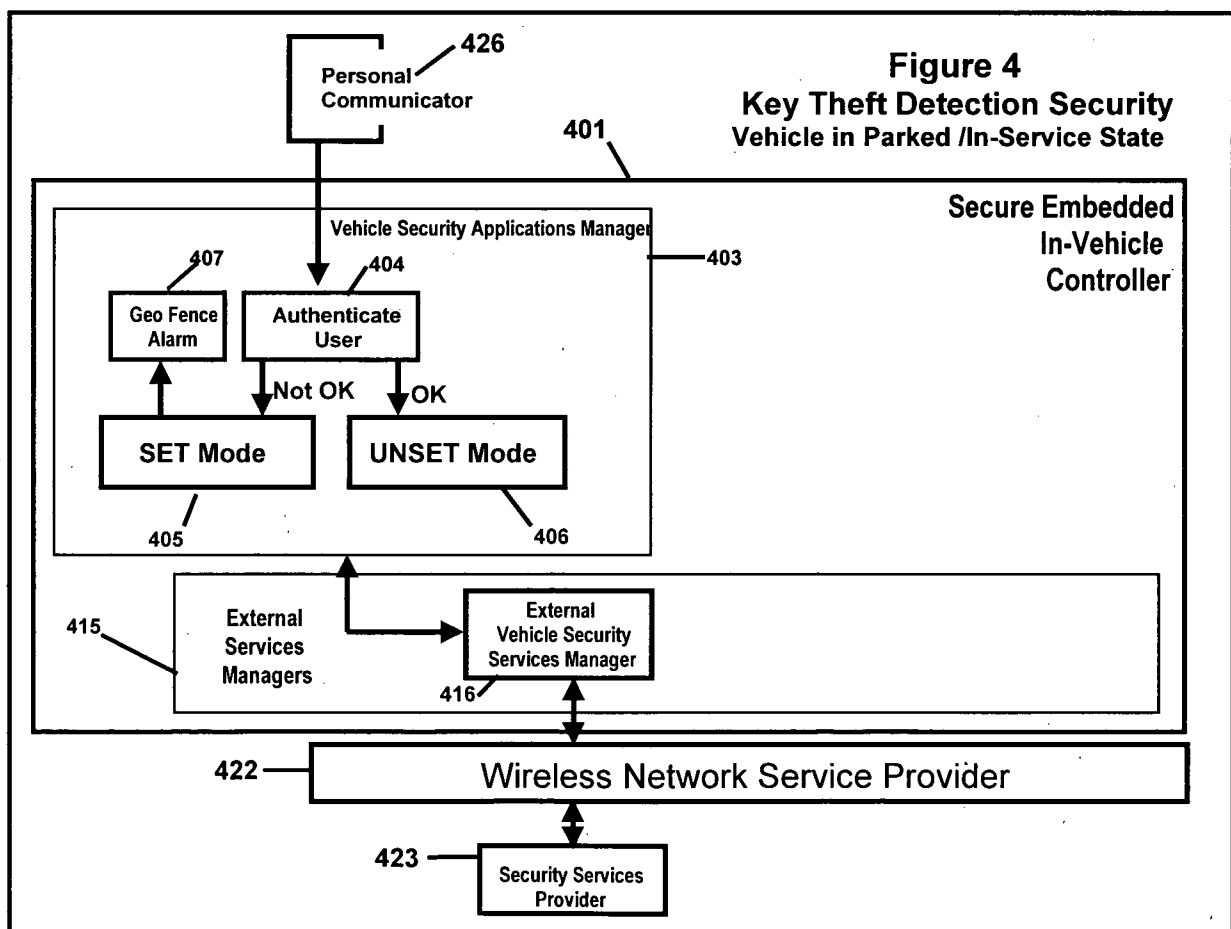 426
Personal
Communicator
Figure 4
Key Theft Detection Security
Vehicle in Parked /In-Service State
401
Secure Embedded
In-Vehicle
Controller
Vehicle Security Applications Manager
403
407
404
Geo Fence
Alarm
Authenticate
User
Not OK
OK
SET Mode
UNSET Mode
405
406
External
Services
Managers
External
Vehicle Security
Services Manager
415
416
422
Wireless Network Service Provider
423
Security Services
Provider